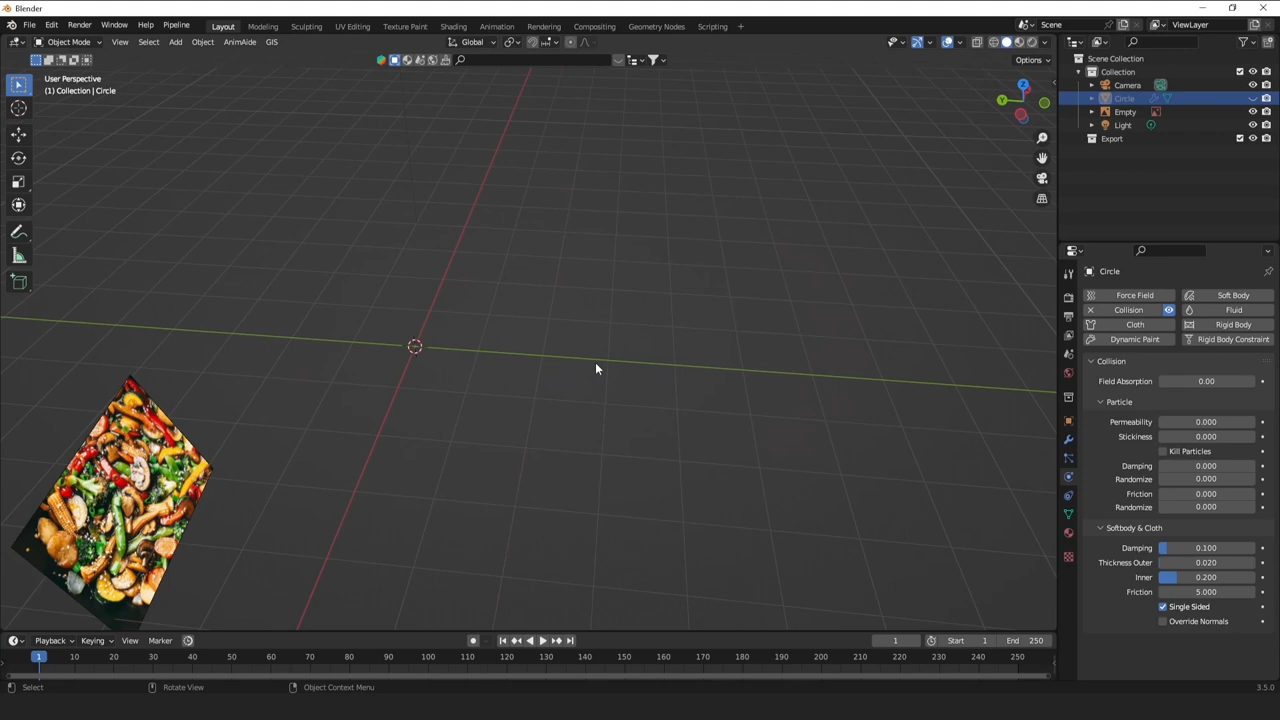 Blender
File Edit Render Window Help Pipeline Layout Modeling Sculpting UV Editing Texture Paint Shading Animation Rendering Compositing Geometry Nodes Scripting + Scene ViewLayer
Object Mode View Select Add Object AnimAide GIS Global
Options
User Perspective
(1) Collection | Circle
Z
Y
Scene Collection
Collection
Camera
Circle
Empty
Light
Export
Circle
Force Field Soft Body
Collision Fluid
Cloth Rigid Body
Dynamic Paint Rigid Body Constraint
Collision
Field Absorption 0.00
Particle
Permeability 0.000
Stickiness 0.000
Kill Particles
Damping 0.000
Randomize 0.000
Friction 0.000
Randomize 0.000
Softbody & Cloth
Damping 0.100
Thickness Outer 0.020
Inner 0.200
Friction 5.000
Single Sided
Override Normals
Playback Keying View Marker 1 Start 1 End 250
1 10 20 30 40 50 60 70 80 90 100 110 120 130 140 150 160 170 180 190 200 210 220 230 240 250
Select Rotate View Object Context Menu 3.5.0